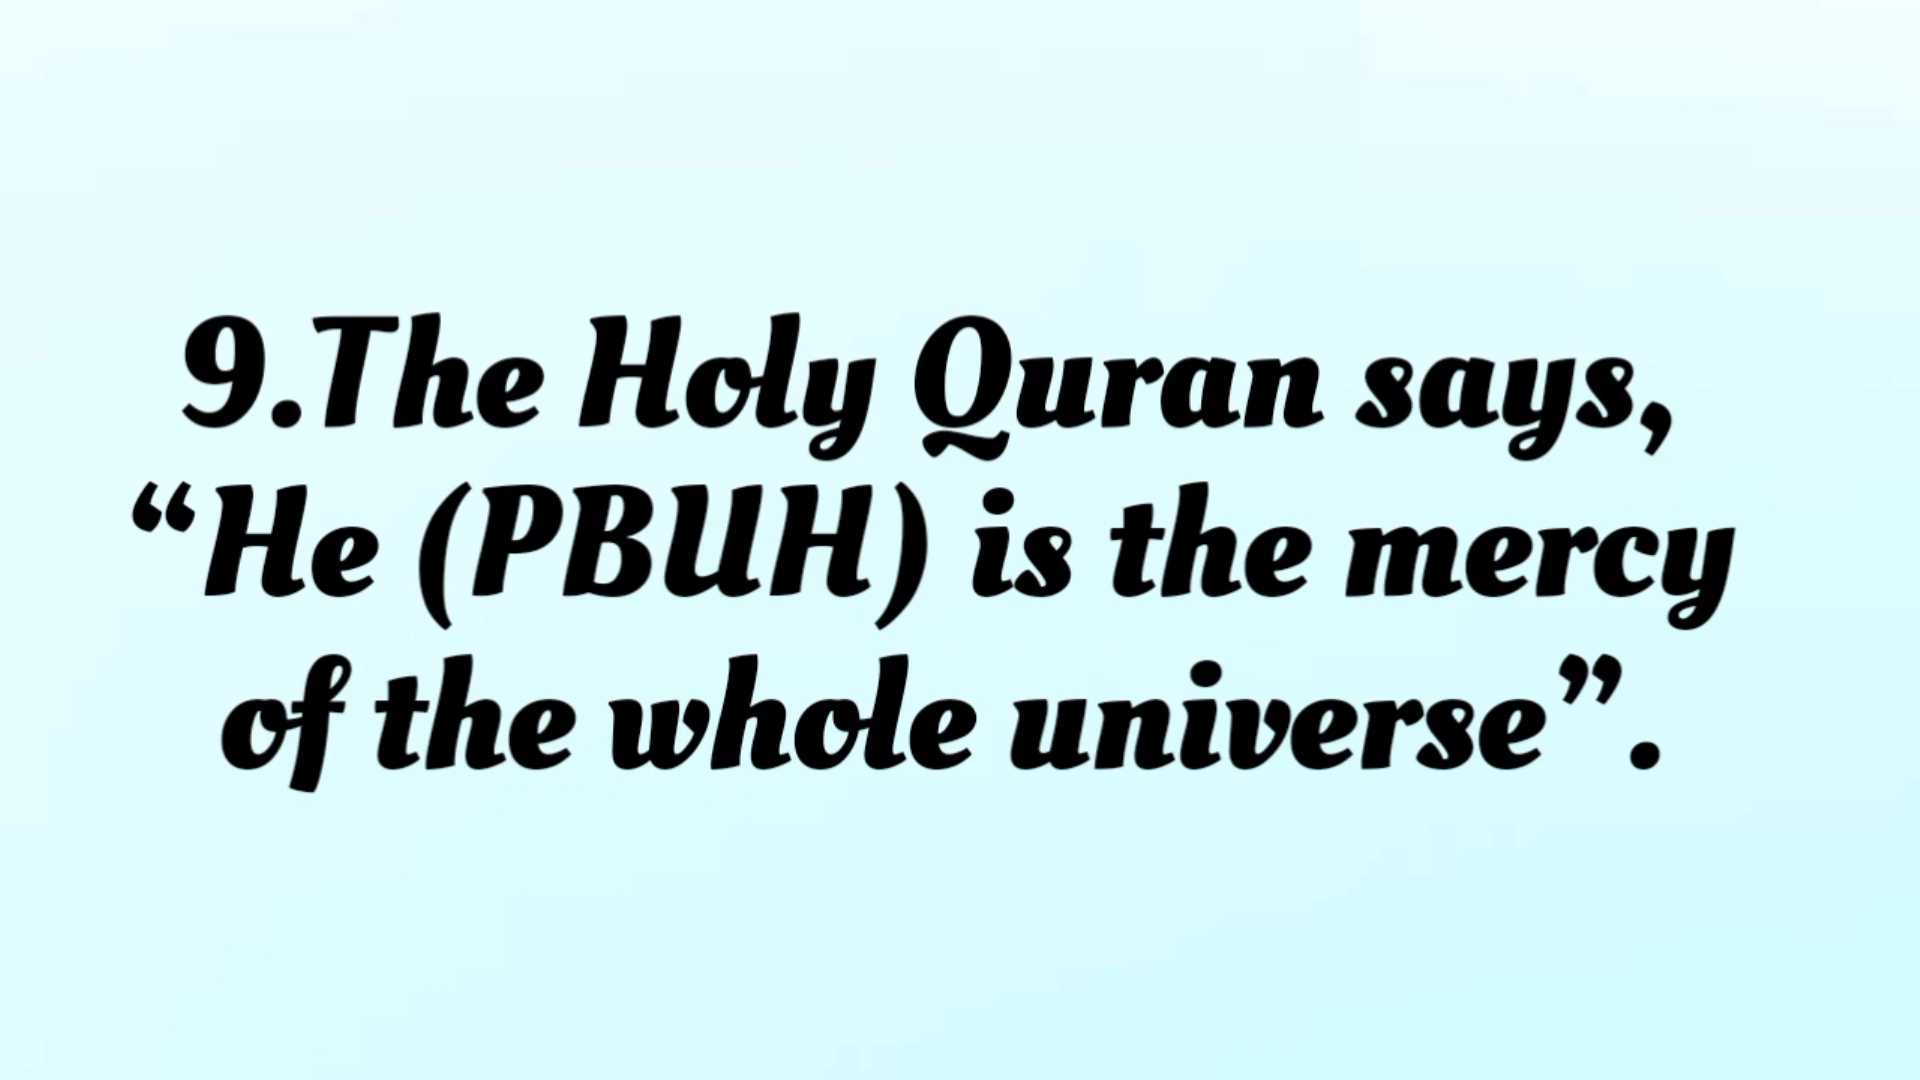 9.The Holy Quran says,
“He (PBUH) is the mercy
of the whole universe”.